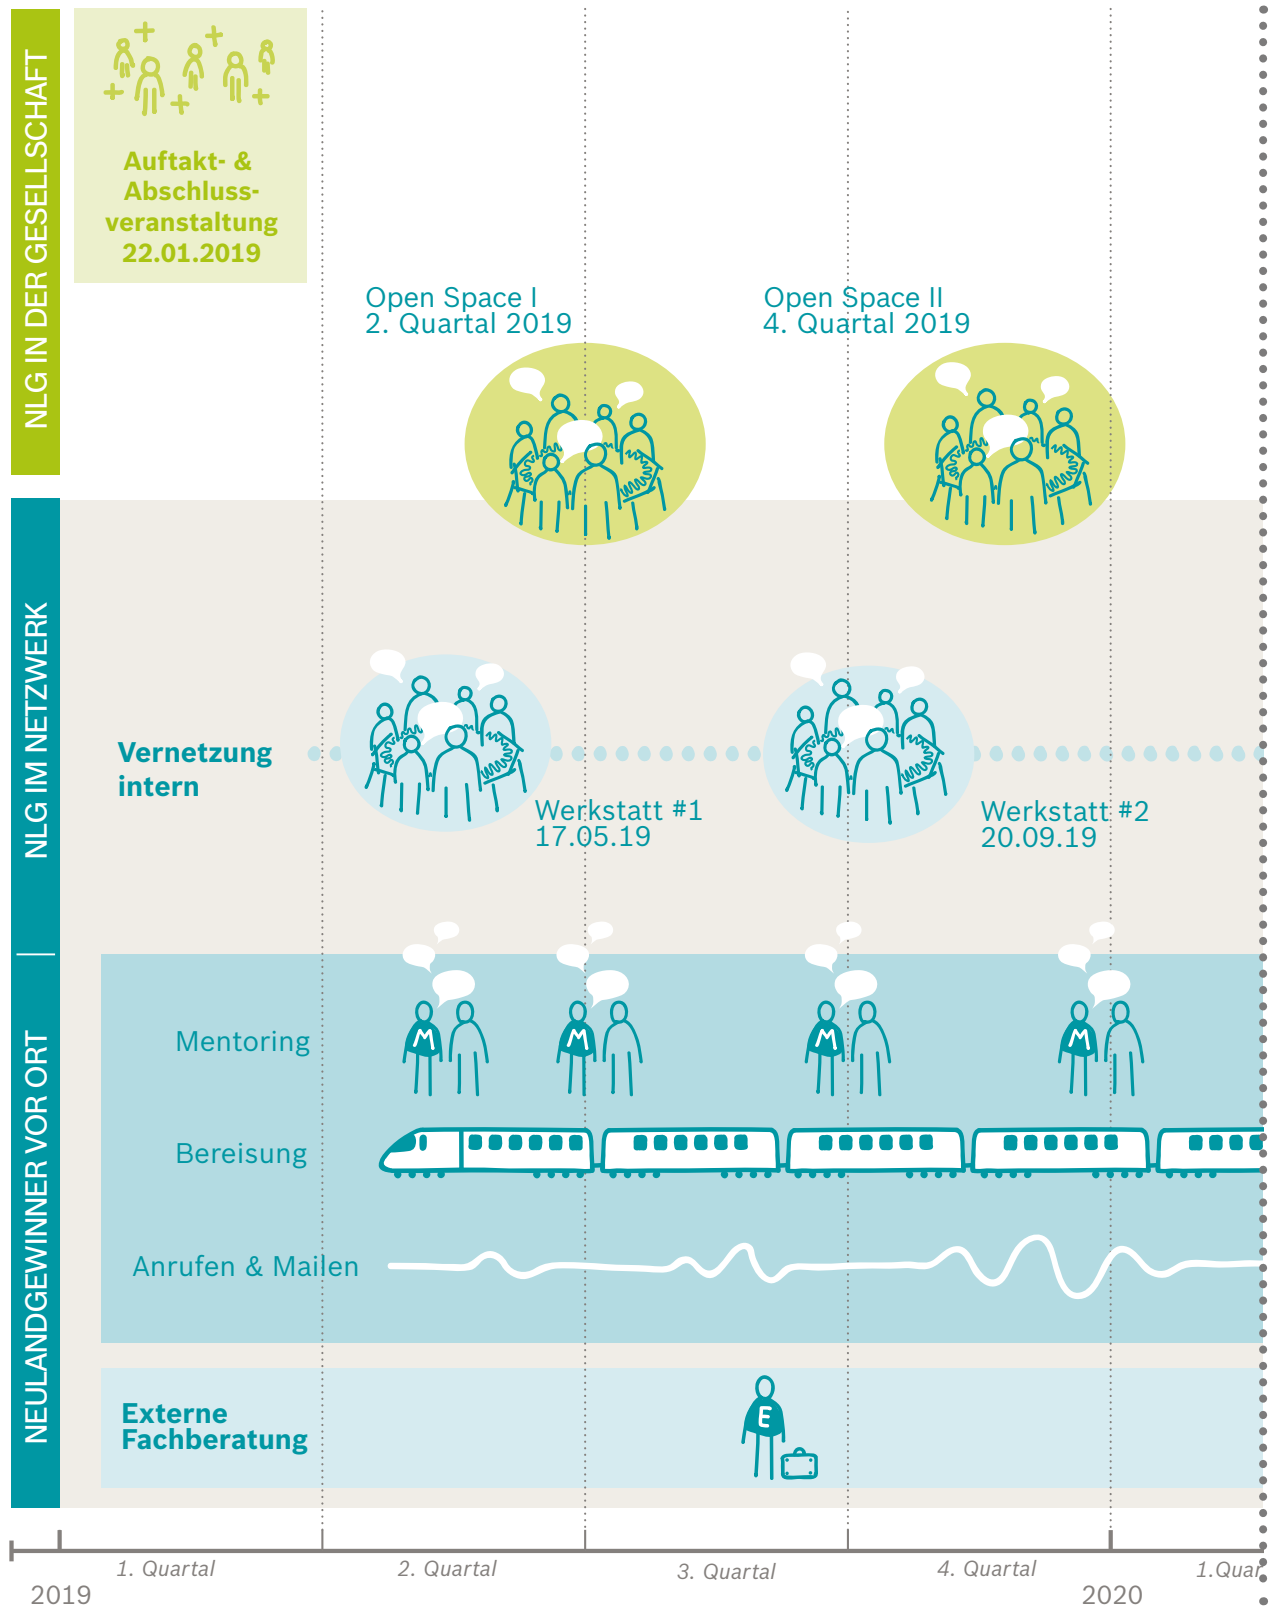 NLG IN DER GESELLSCHAFT
Auftakt- &
Abschluss-
veranstaltung
22.01.2019
Open Space I
2. Quartal 2019
Open Space II
4. Quartal 2019
NLG IM NETZWERK
Vernetzung
intern
Werkstatt #1
17.05.19
Werkstatt #2
20.09.19
NEULANDGEWINNER VOR ORT
Mentoring
M
M
M
M
Bereisung
Anrufen & Mailen
Externe
Fachberatung
E
1. Quartal
2. Quartal
3. Quartal
4. Quartal
1.Quar
2019
2020